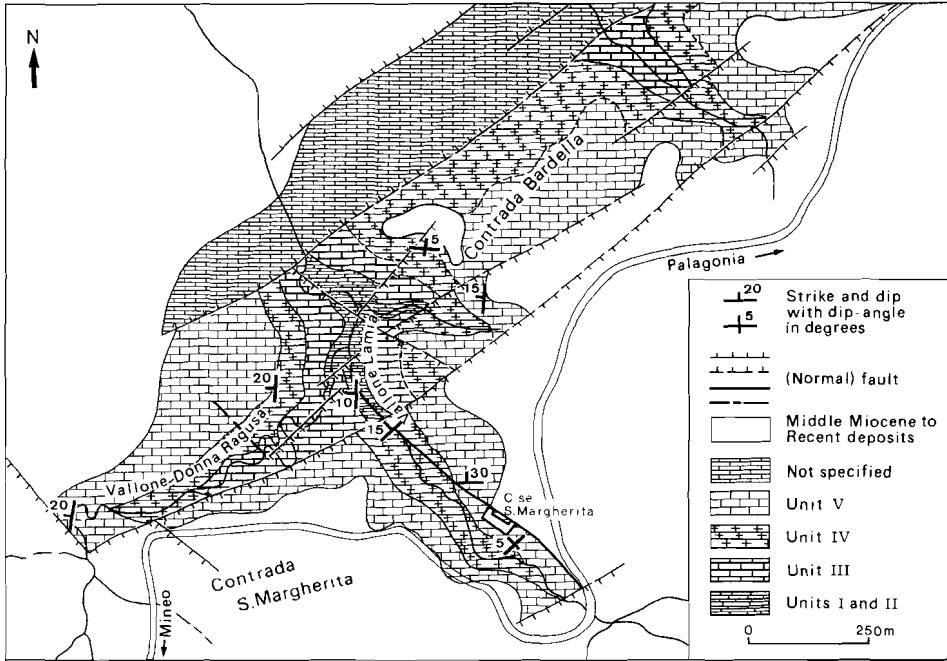 N
Contrada Bardella
5
15
Palagonia
Vallone Lamia
20
10
15
Vallone Donna Ragusa
30
20
C.se
S.Margherita
5
Contrada
S.Margherita
Mineo
20
5
Strike and dip
with dip-angle
in degrees
(Normal) fault
Middle Miocene to
Recent deposits
Not specified
Unit V
Unit IV
Unit III
Units I and II
0 250m